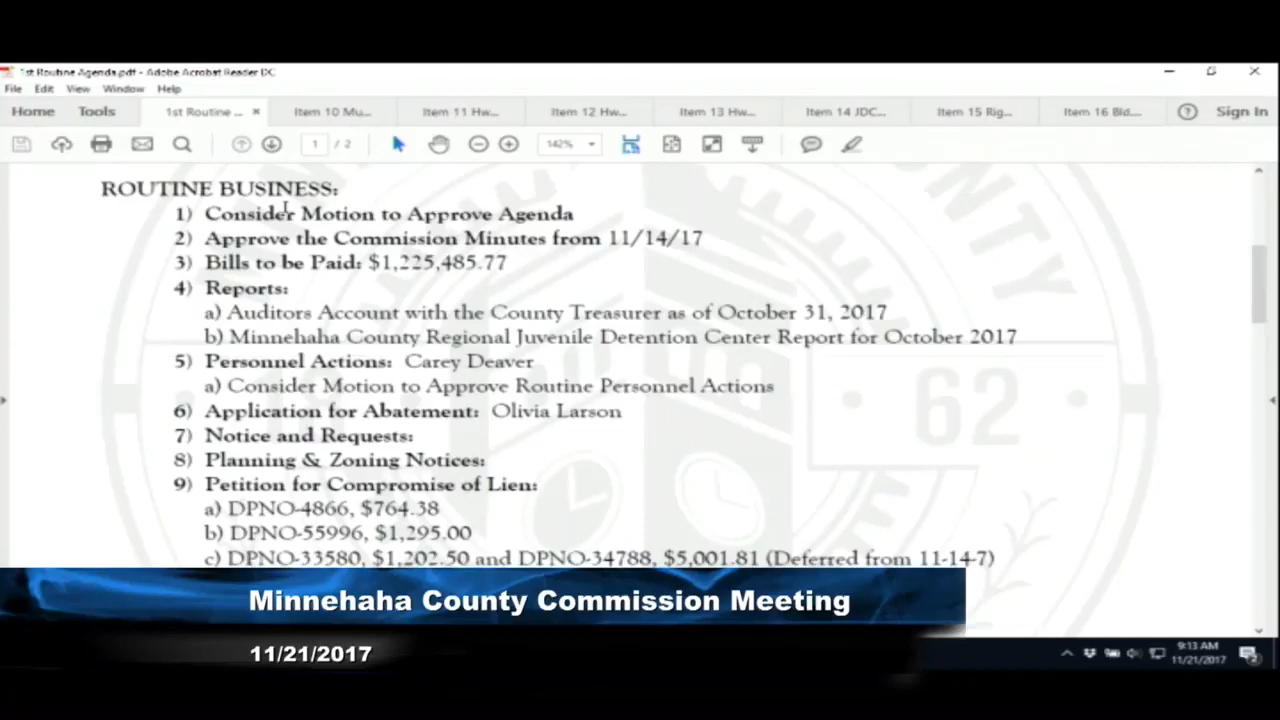 1st Routine Agenda.pdf - Adobe Acrobat Reader DC
File Edit View Window Help
Home Tools 1st Routine ... × Item 10 Mu... Item 11 Hw... Item 12 Hw... Item 13 Hw... Item 14 JDC... Item 15 Rig... Item 16 Bid... Sign In
1 / 2 142%
ROUTINE BUSINESS:
1) Consider Motion to Approve Agenda
2) Approve the Commission Minutes from 11/14/17
3) Bills to be Paid: $1,225,485.77
4) Reports:
a) Auditors Account with the County Treasurer as of October 31, 2017
b) Minnehaha County Regional Juvenile Detention Center Report for October 2017
5) Personnel Actions: Carey Deaver
a) Consider Motion to Approve Routine Personnel Actions
6) Application for Abatement: Olivia Larson
7) Notice and Requests:
8) Planning & Zoning Notices:
9) Petition for Compromise of Lien:
a) DPNO-4866, $764.38
b) DPNO-55996, $1,295.00
c) DPNO-33580, $1,202.50 and DPNO-34788, $5,001.81 (Deferred from 11-14-7)
62
Minnehaha County Commission Meeting
11/21/2017
9:13 AM
11/21/2017